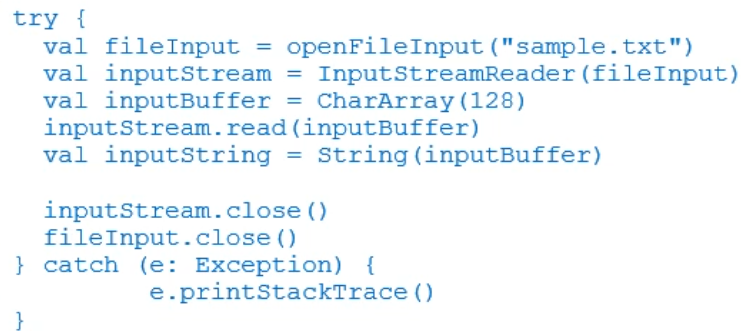 try {
  val fileInput = openFileInput("sample.txt")
  val inputStream = InputStreamReader(fileInput)
  val inputBuffer = CharArray(128)
  inputStream.read(inputBuffer)
  val inputString = String(inputBuffer)

  inputStream.close()
  fileInput.close()
} catch (e: Exception) {
         e.printStackTrace()
}